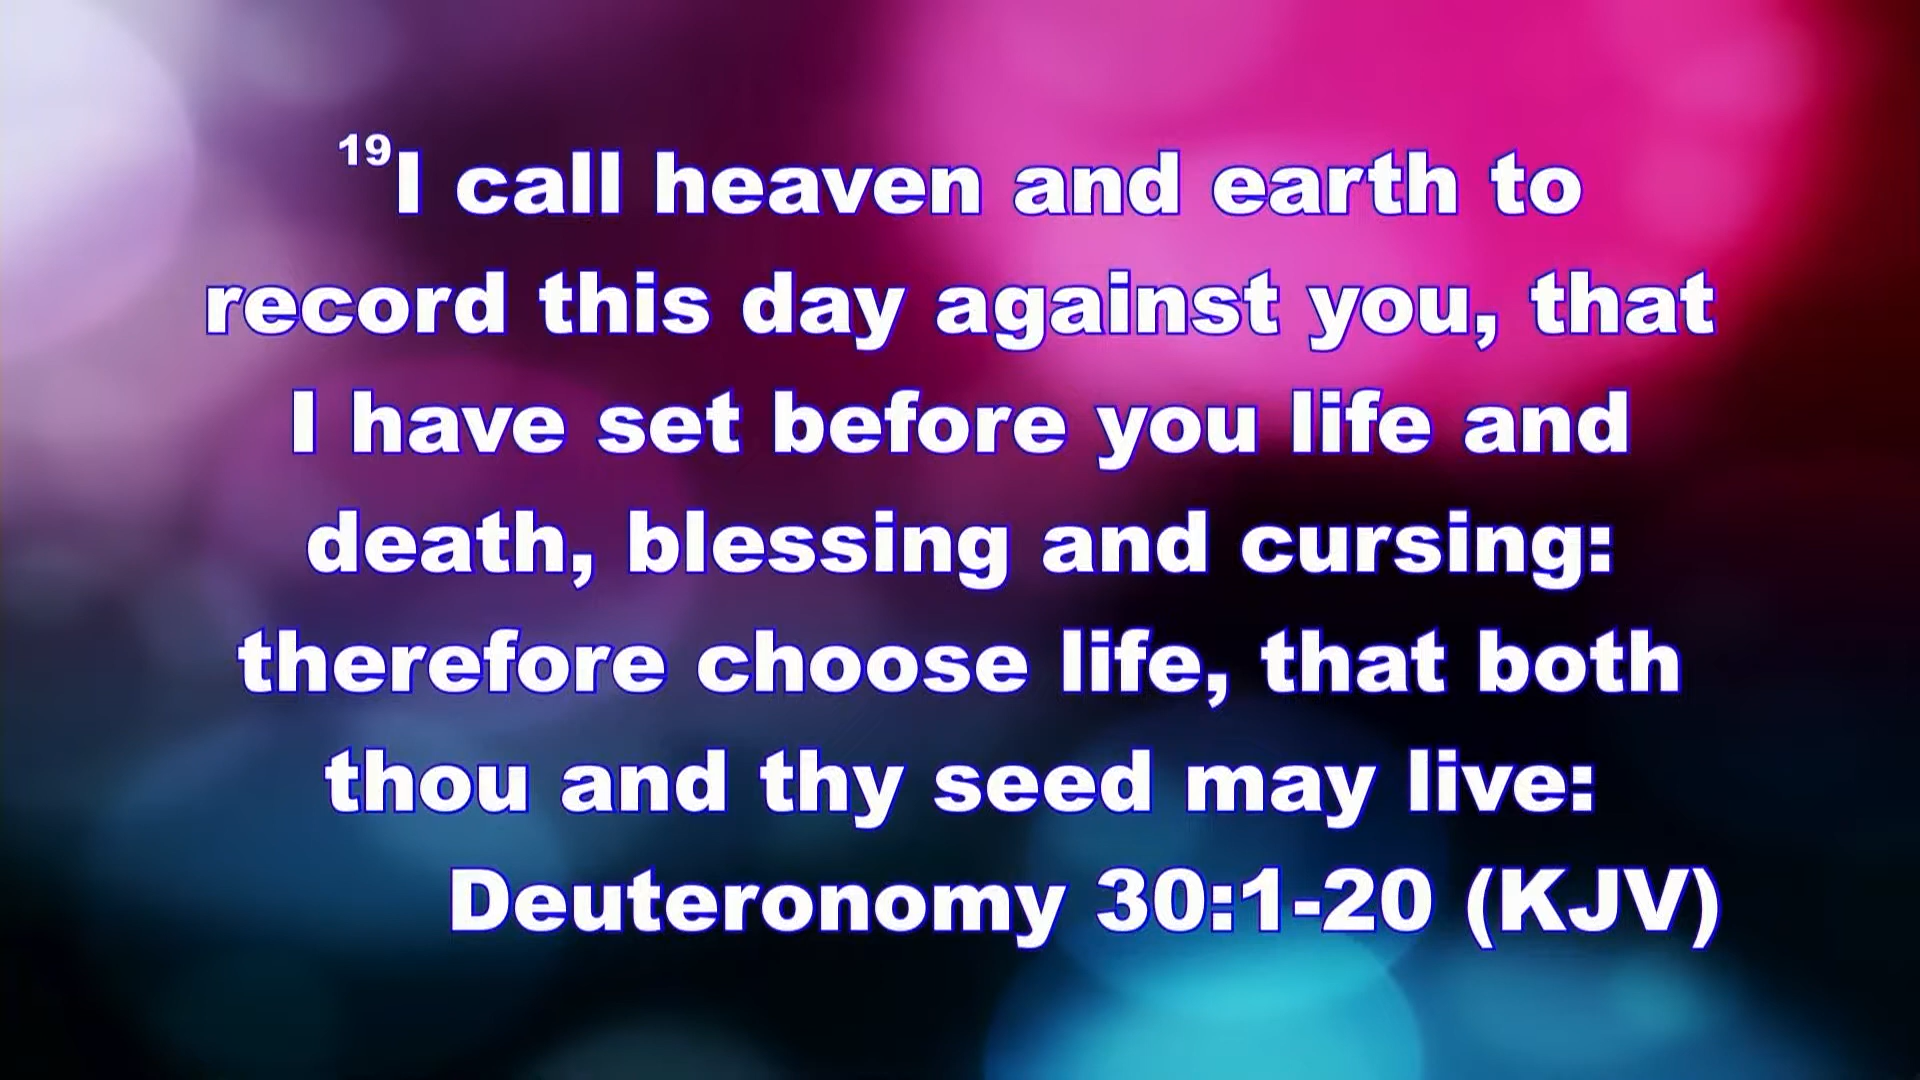 19I call heaven and earth to
record this day against you, that
I have set before you life and
death, blessing and cursing:
therefore choose life, that both
thou and thy seed may live:
Deuteronomy 30:1-20 (KJV)